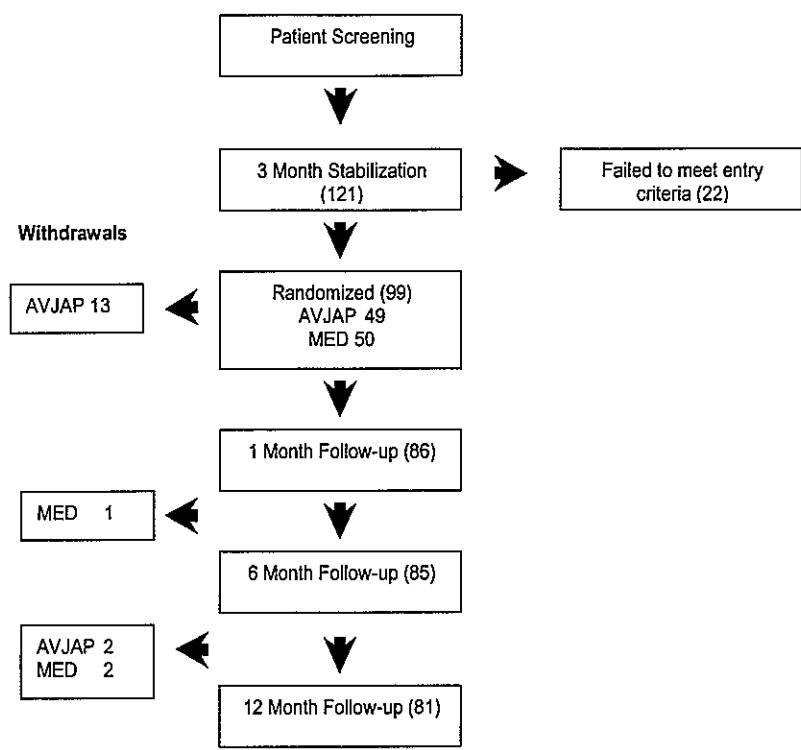 Patient Screening
3 Month Stabilization
(121)
Failed to meet entry
criteria (22)
Withdrawals
AVJAP 13
Randomized (99)
AVJAP 49
MED 50
1 Month Follow-up (86)
MED 1
6 Month Follow-up (85)
AVJAP 2
MED 2
12 Month Follow-up (81)